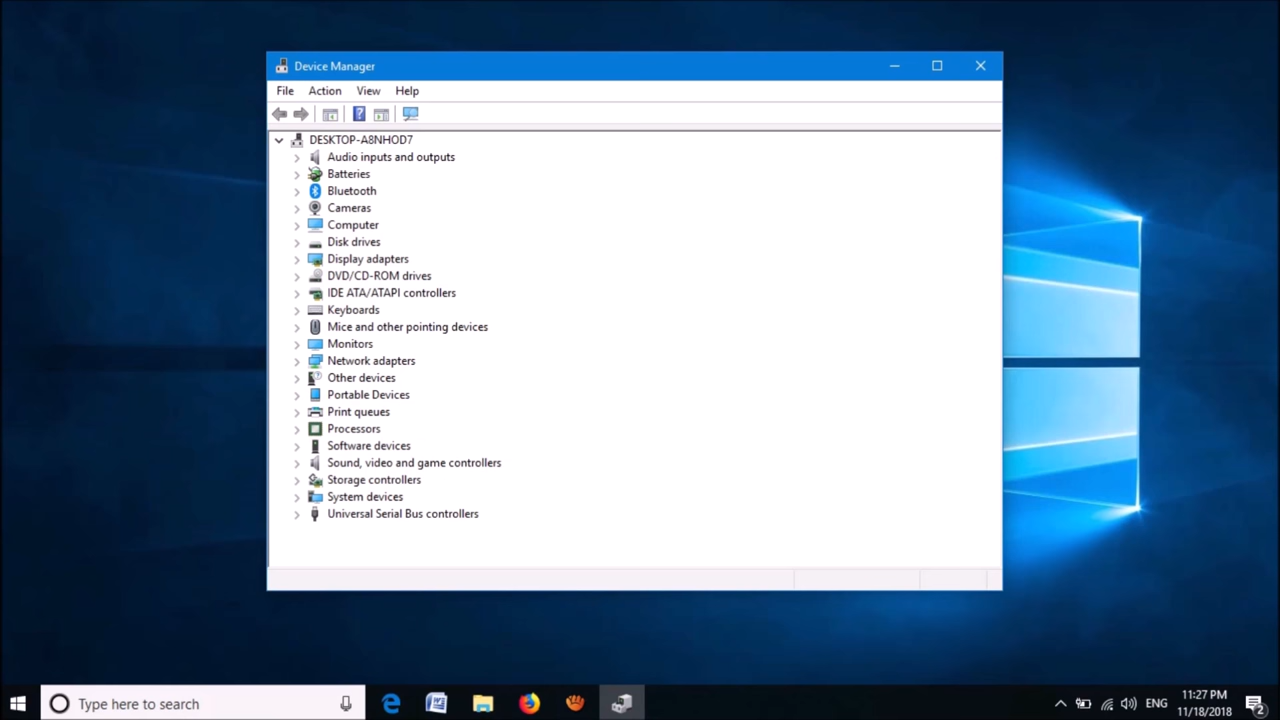 Device Manager
File Action View Help
DESKTOP-A8NHOD7
Audio inputs and outputs
Batteries
Bluetooth
Cameras
Computer
Disk drives
Display adapters
DVD/CD-ROM drives
IDE ATA/ATAPI controllers
Keyboards
Mice and other pointing devices
Monitors
Network adapters
Other devices
Portable Devices
Print queues
Processors
Software devices
Sound, video and game controllers
Storage controllers
System devices
Universal Serial Bus controllers
Type here to search
ENG
11:27 PM
11/18/2018
2